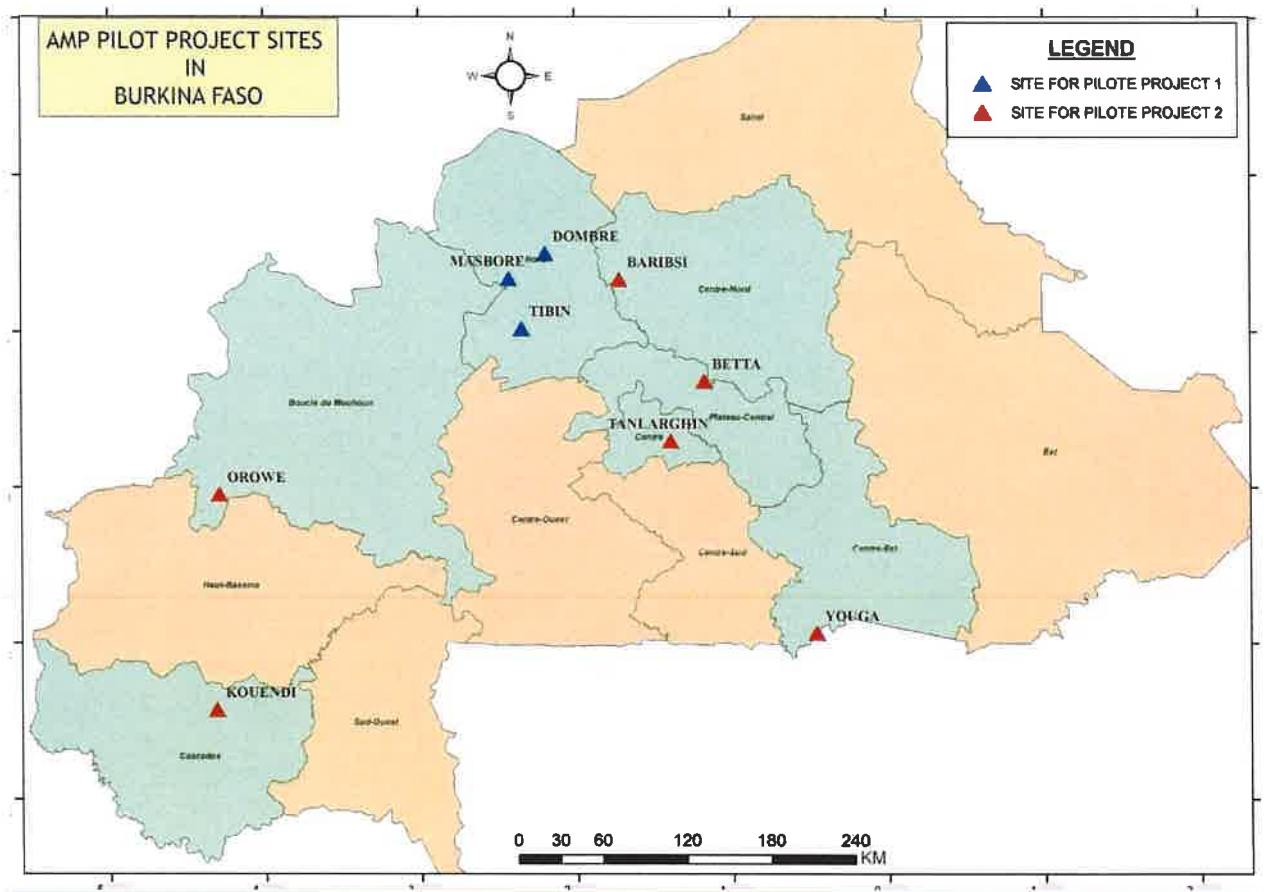 AMP PILOT PROJECT SITES
IN
BURKINA FASO
N
W E
S
LEGEND
SITE FOR PILOTE PROJECT 1
SITE FOR PILOTE PROJECT 2
Sahel
DOMBRE
MASBORE
BARIBSI
Centre-Nord
TIBIN
BETTA
Boucle du Mouhoun
Plateau-Central
TANLARGHIN
Centre
Est
OROWE
Centre-Ouest
Centre-Sud
Centre-Est
Haut-Bassins
YOUGA
KOUENDI
Sud-Ouest
Cascades
0 30 60 120 180 240
KM